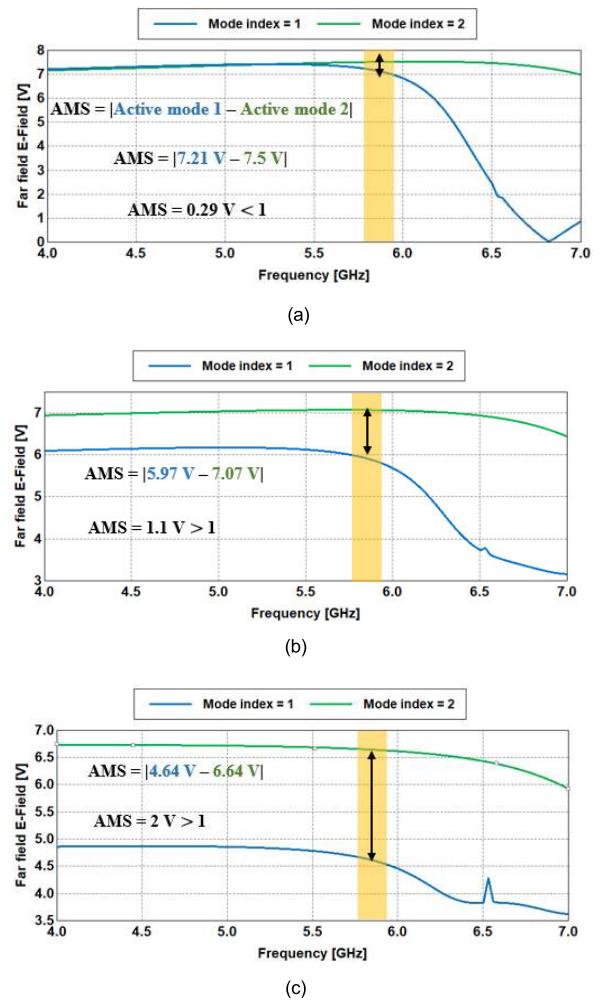 Mode index = 1 Mode index = 2
8
7
6
5
4
3
2
1
0
Far field E-Field [V]
AMS = |Active mode 1 – Active mode 2|
AMS = |7.21 V – 7.5 V|
AMS = 0.29 V < 1
4.0 4.5 5.0 5.5 6.0 6.5 7.0
Frequency [GHz]
(a)
Mode index = 1 Mode index = 2
7
6
5
4
3
Far field E-Field [V]
AMS = |5.97 V – 7.07 V|
AMS = 1.1 V > 1
4.0 4.5 5.0 5.5 6.0 6.5 7.0
Frequency [GHz]
(b)
Mode index = 1 Mode index = 2
7.0
6.5
6.0
5.5
5.0
4.5
4.0
3.5
Far field E-Field [V]
AMS = |4.64 V – 6.64 V|
AMS = 2 V > 1
4.0 4.5 5.0 5.5 6.0 6.5 7.0
Frequency [GHz]
(c)